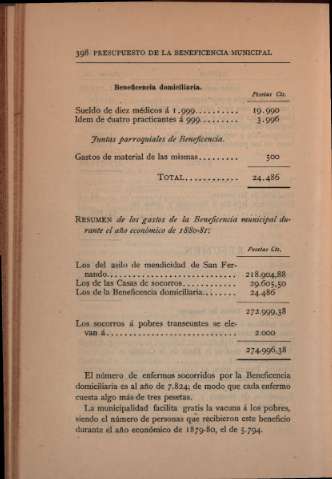 398 PRESUPUESTO DE LA BENEFICENCIA MUNICIPAL
Beneficencia domiciliaria.
Pesetas Cts.
Sueldo de diez médicos á 1.999.......... 19.990
Idem de cuatro practicantes á 999........ 3.996
Juntas parroquiales de Beneficencia.
Gastos de material de las mismas......... 500
TOTAL............ 24.486
RESUMEN de los gastos de la Beneficencia municipal du-
rante el año económico de 1880-81:
Pesetas Cts.
Los del asilo de mendicidad de San Fer-
nando............................. 218.904,88
Los de las Casas de socorros............ 29.605,50
Los de la Beneficencia domiciliaria....... 24.486
272.999,38
Los socorros á pobres transeuntes se ele-
van á............................. 2.000
274.996,38
El número de enfermos socorridos por la Beneficencia
domiciliaria es al año de 7.824; de modo que cada enfermo
cuesta algo más de tres pesetas.
La municipalidad facilita gratis la vacuna á los pobres,
siendo el número de personas que recibieron este beneficio
durante el año económico de 1879-80, el de 5.794.